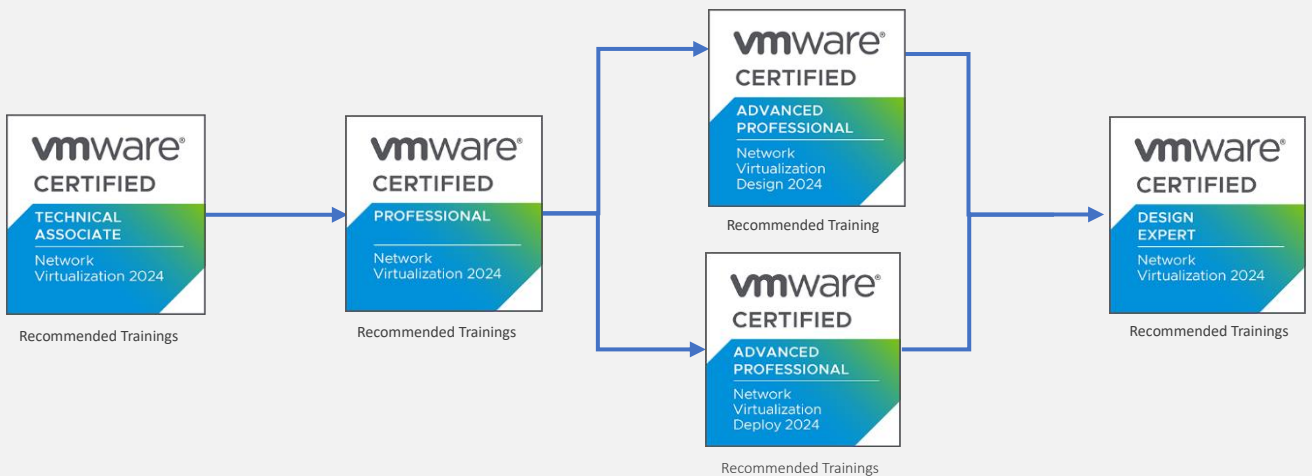 vmware®
CERTIFIED
TECHNICAL
ASSOCIATE
Network
Virtualization 2024
Recommended Trainings
vmware®
CERTIFIED
PROFESSIONAL
Network
Virtualization 2024
Recommended Trainings
vmware®
CERTIFIED
ADVANCED
PROFESSIONAL
Network
Virtualization
Design 2024
Recommended Training
vmware®
CERTIFIED
ADVANCED
PROFESSIONAL
Network
Virtualization
Deploy 2024
Recommended Trainings
vmware®
CERTIFIED
DESIGN
EXPERT
Network
Virtualization 2024
Recommended Trainings